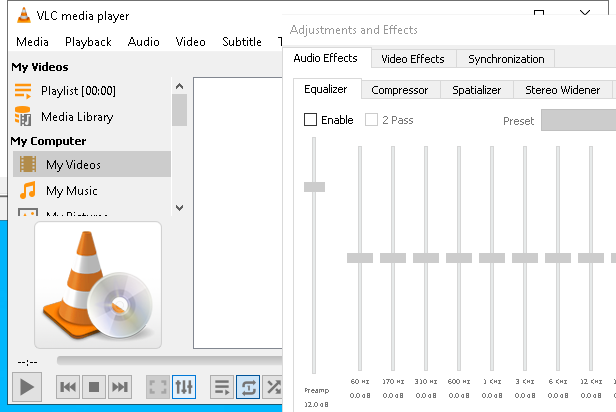 VLC media player
Media Playback Audio Video Subtitle
My Videos
Playlist [00:00]
Media Library
My Computer
My Videos
My Music
My Pictures
--:--
Adjustments and Effects
Audio Effects Video Effects Synchronization
Equalizer Compressor Spatializer Stereo Widener
Enable 2 Pass Preset
60 Hz 170 Hz 310 Hz 600 Hz 1 KHz 3 KHz 6 KHz 12 KHz
Preamp 0.0 dB 0.0 dB 0.0 dB 0.0 dB 0.0 dB 0.0 dB 0.0 dB 0.0 dB
12.0 dB